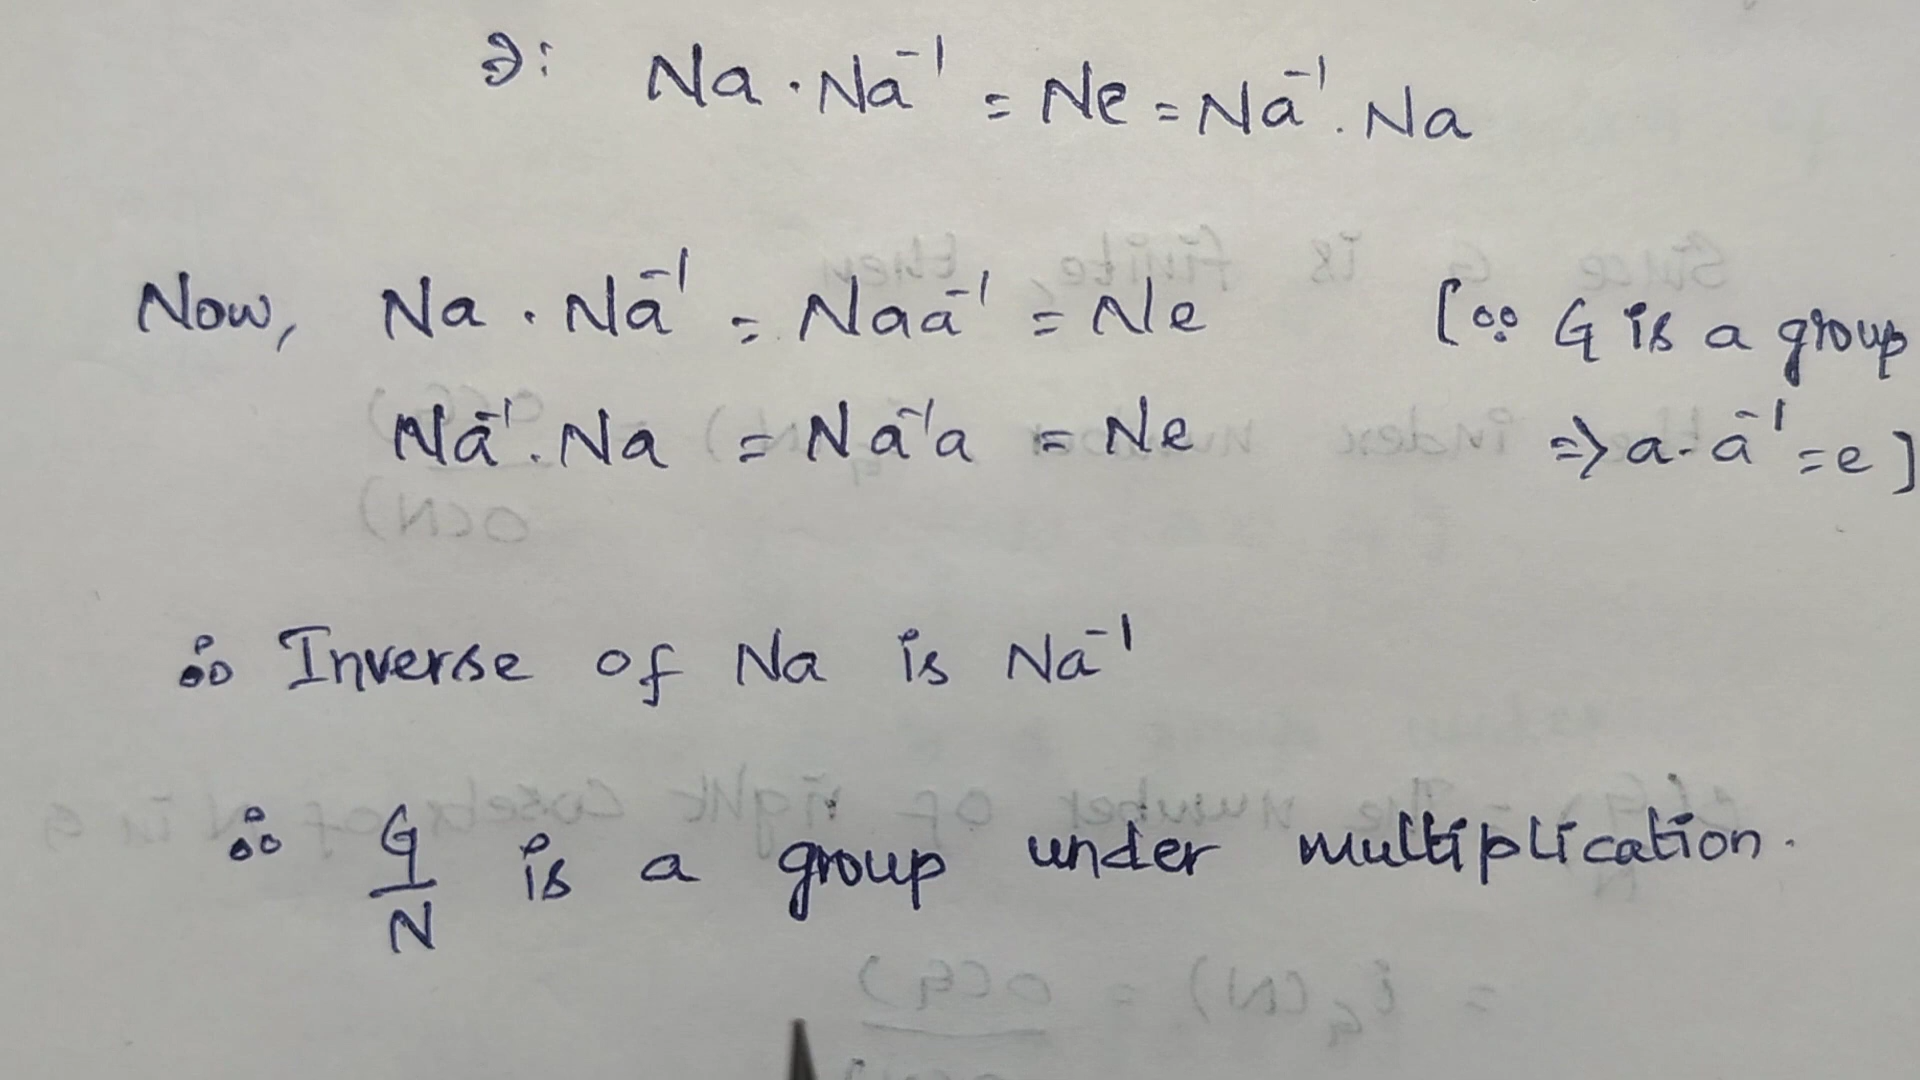 ∋: Na · Na⁻¹ = Ne = Na⁻¹ . Na
Now, Na . Na⁻¹ = Naa⁻¹ = Ne [∵ G is a group
Na⁻¹ . Na = Na⁻¹a = Ne ⇒ a . a⁻¹ = e]
∴ Inverse of Na is Na⁻¹
∴ G/N is a group under multiplication.